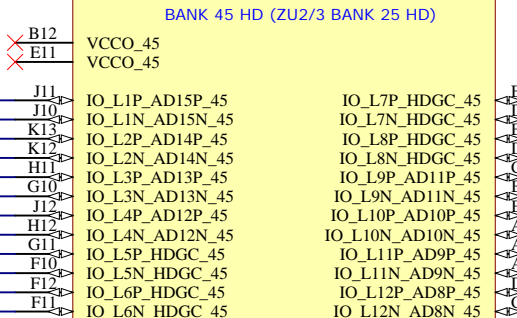 BANK 45 HD (ZU2/3 BANK 25 HD)
B12 VCCO_45
E11 VCCO_45
J11 IO_L1P_AD15P_45 IO_L7P_HDGC_45
J10 IO_L1N_AD15N_45 IO_L7N_HDGC_45
K13 IO_L2P_AD14P_45 IO_L8P_HDGC_45
K12 IO_L2N_AD14N_45 IO_L8N_HDGC_45
H11 IO_L3P_AD13P_45 IO_L9P_AD11P_45
G10 IO_L3N_AD13N_45 IO_L9N_AD11N_45
J12 IO_L4P_AD12P_45 IO_L10P_AD10P_45
H12 IO_L4N_AD12N_45 IO_L10N_AD10N_45
G11 IO_L5P_HDGC_45 IO_L11P_AD9P_45
F10 IO_L5N_HDGC_45 IO_L11N_AD9N_45
F12 IO_L6P_HDGC_45 IO_L12P_AD8P_45
F11 IO_L6N_HDGC_45 IO_L12N_AD8N_45